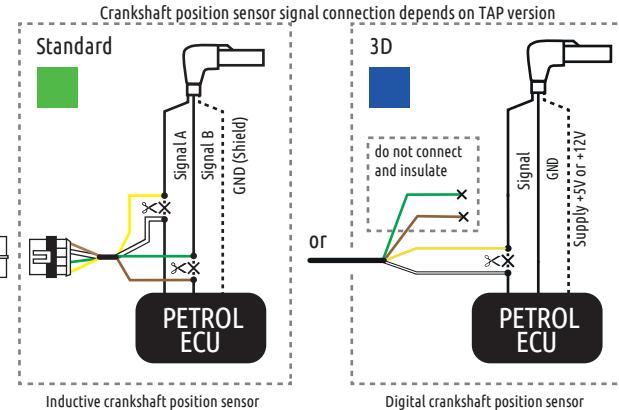 Crankshaft position sensor signal connection depends on TAP version
Standard
Signal A
Signal B
GND (Shield)
PETROL
ECU
Inductive crankshaft position sensor
or
3D
do not connect
and insulate
Signal
GND
Supply +5V or +12V
PETROL
ECU
Digital crankshaft position sensor